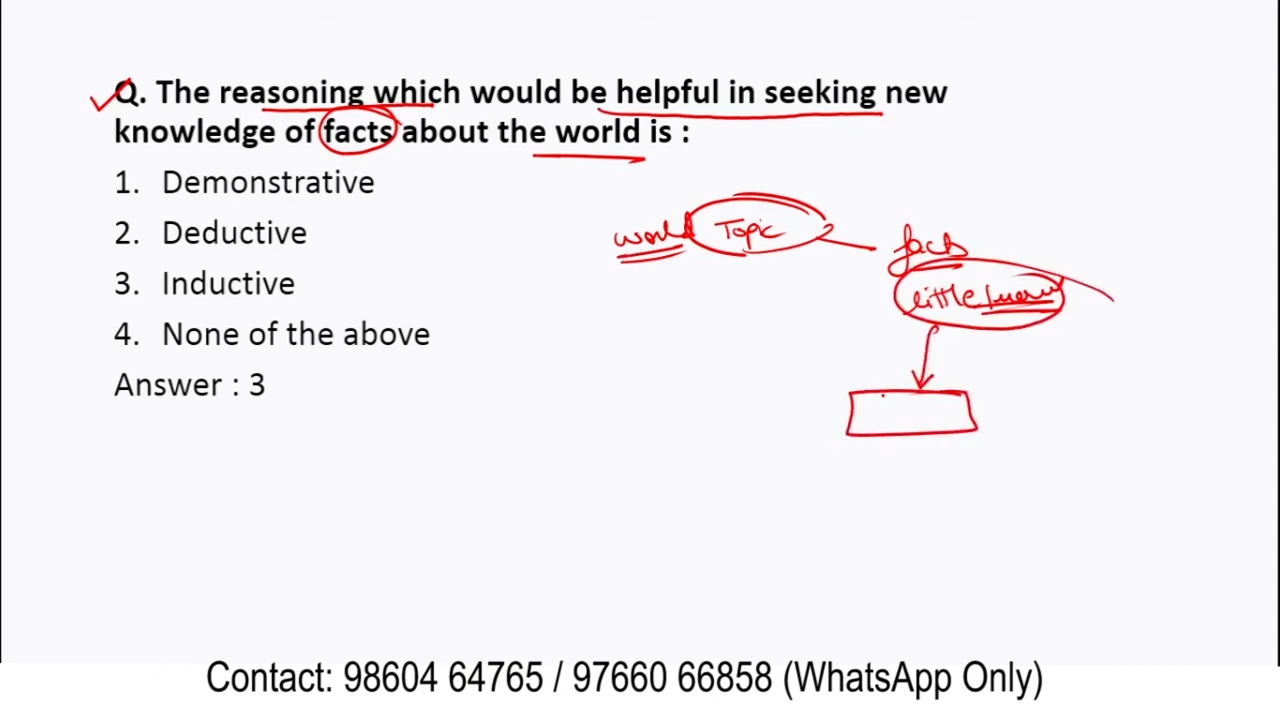 Q. The reasoning which would be helpful in seeking new
knowledge of facts about the world is :
1. Demonstrative
2. Deductive
3. Inductive
4. None of the above
Answer : 3
world Topic
facts
little
Contact: 98604 64765 / 97660 66858 (WhatsApp Only)